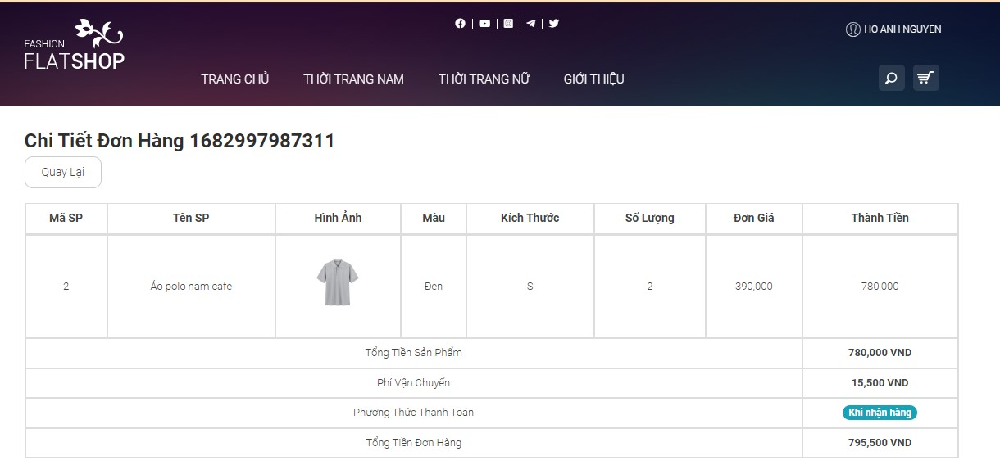 HO ANH NGUYEN
FASHION
FLATSHOP
TRANG CHỦ THỜI TRANG NAM THỜI TRANG NỮ GIỚI THIỆU
Chi Tiết Đơn Hàng 1682997987311
Quay Lại
Mã SP Tên SP Hình Ảnh Màu Kích Thước Số Lượng Đơn Giá Thành Tiền
2 Áo polo nam cafe Đen S 2 390,000 780,000
Tổng Tiền Sản Phẩm 780,000 VND
Phí Vận Chuyển 15,500 VND
Phương Thức Thanh Toán Khi nhận hàng
Tổng Tiền Đơn Hàng 795,500 VND